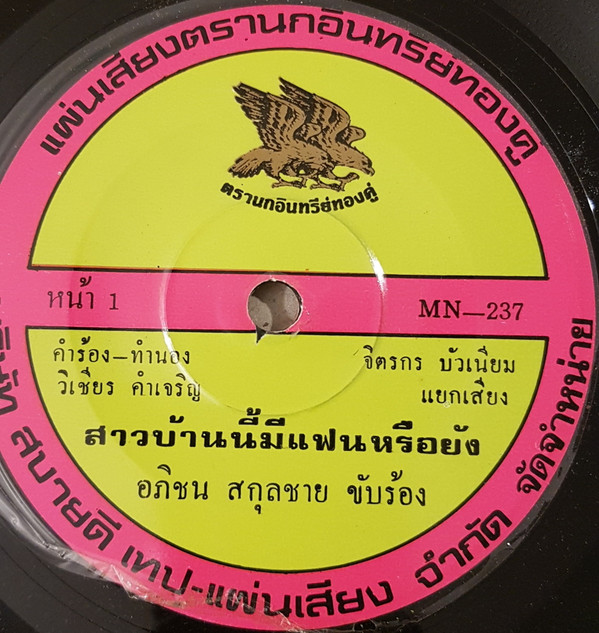 แผ่นเสียงตรานกอินทรีย์ทองคู่
ตรานกอินทรีย์ทองคู่
หน้า 1
MN—237
คำร้อง—ทำนอง
วิเชียร คำเจริญ
จิตรกร บัวเนียม
แยกเสียง
สาวบ้านนี้มีแฟนหรือยัง
อภิชน สกุลชาย ขับร้อง
สบายดี เทป-แผ่นเสียง จำกัด จัดจำหน่าย